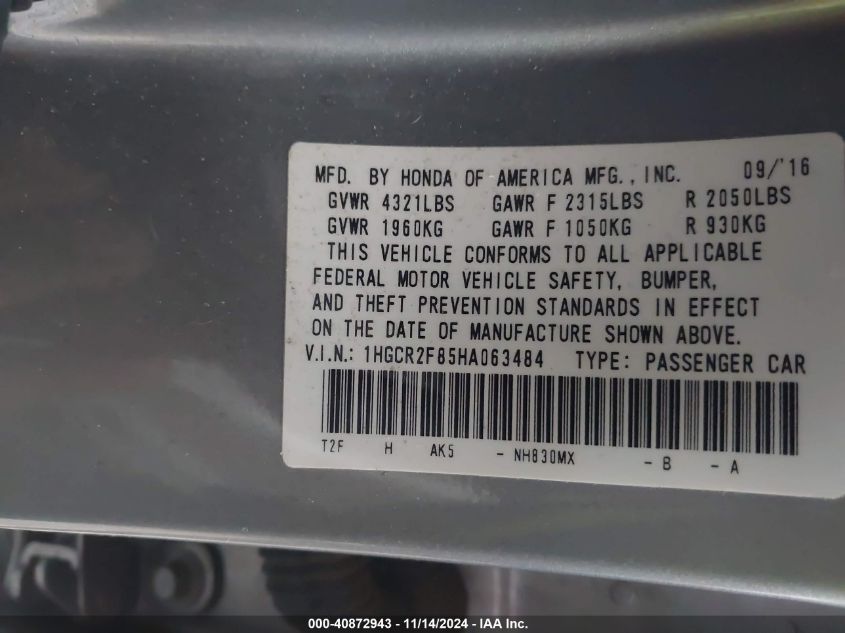 MFD. BY HONDA OF AMERICA MFG., INC. 09/'16
GVWR 4321LBS GAWR F 2315LBS R 2050LBS
GVWR 1960KG GAWR F 1050KG R 930KG
THIS VEHICLE CONFORMS TO ALL APPLICABLE
FEDERAL MOTOR VEHICLE SAFETY, BUMPER,
AND THEFT PREVENTION STANDARDS IN EFFECT
ON THE DATE OF MANUFACTURE SHOWN ABOVE.
V.I.N.: 1HGCR2F85HA063484 TYPE: PASSENGER CAR
T2F H AK5 - NH830MX - B - A
000-40872943 - 11/14/2024 - IAA Inc.